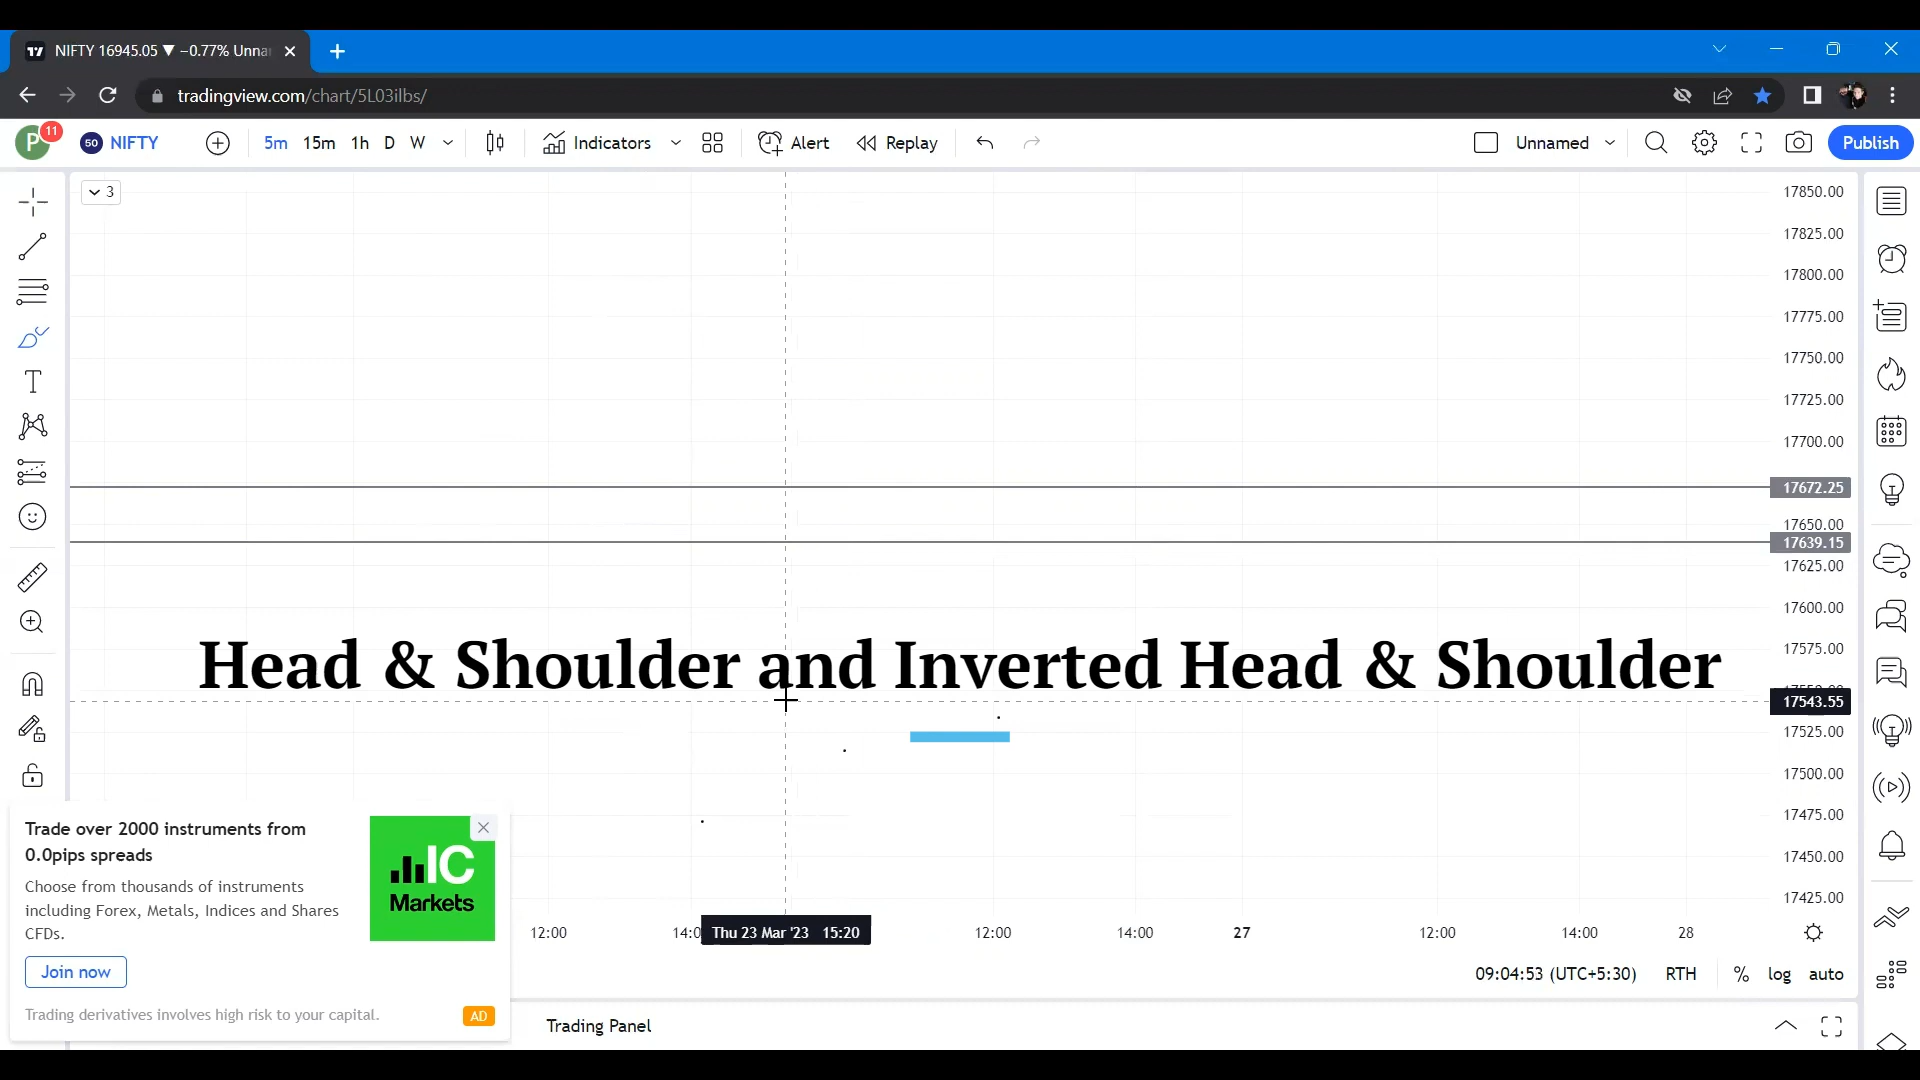 NIFTY 16945.05 ▼ −0.77% Unna
tradingview.com/chart/5L03ilbs/
P 11 50 NIFTY 5m 15m 1h D W Indicators Alert Replay Unnamed Publish
3
17850.00
17825.00
17800.00
17775.00
17750.00
17725.00
17700.00
17672.25
17650.00
17639.15
17625.00
17600.00
17575.00
Head & Shoulder and Inverted Head & Shoulder
17543.55
17525.00
17500.00
17475.00
17450.00
17425.00
Trade over 2000 instruments from
0.0pips spreads
Choose from thousands of instruments
including Forex, Metals, Indices and Shares
CFDs.
IC
Markets
Join now
Trading derivatives involves high risk to your capital.
AD
12:00 14:0 Thu 23 Mar '23 15:20 12:00 14:00 27 12:00 14:00 28
09:04:53 (UTC+5:30) RTH % log auto
Trading Panel